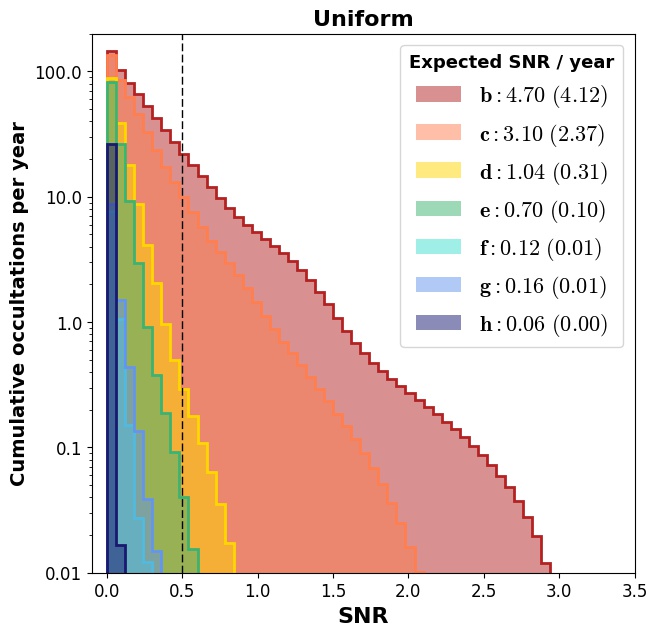 Uniform
Cumulative occultations per year
100.0
10.0
1.0
0.1
0.01
Expected SNR / year
b : 4.70 (4.12)
c : 3.10 (2.37)
d : 1.04 (0.31)
e : 0.70 (0.10)
f : 0.12 (0.01)
g : 0.16 (0.01)
h : 0.06 (0.00)
0.0 0.5 1.0 1.5 2.0 2.5 3.0 3.5
SNR